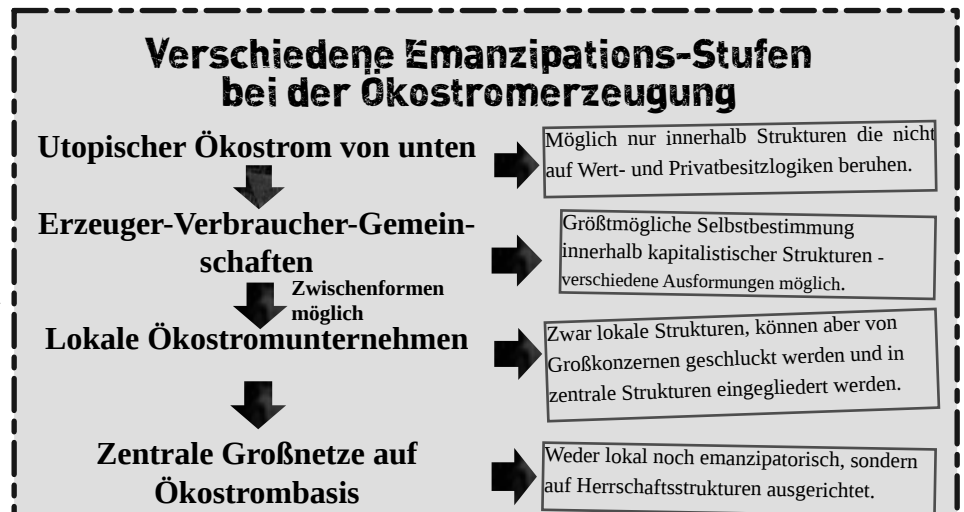 Verschiedene Emanzipations-Stufen
bei der Ökostromerzeugung
Utopischer Ökostrom von unten
Möglich nur innerhalb Strukturen die nicht
auf Wert- und Privatbesitzlogiken beruhen.
Erzeuger-Verbraucher-Gemein-
schaften
Größtmögliche Selbstbestimmung
innerhalb kapitalistischer Strukturen -
verschiedene Ausformungen möglich.
Zwischenformen
möglich
Lokale Ökostromunternehmen
Zwar lokale Strukturen, können aber von
Großkonzernen geschluckt werden und in
zentrale Strukturen eingegliedert werden.
Zentrale Großnetze auf
Ökostrombasis
Weder lokal noch emanzipatorisch, sondern
auf Herrschaftsstrukturen ausgerichtet.